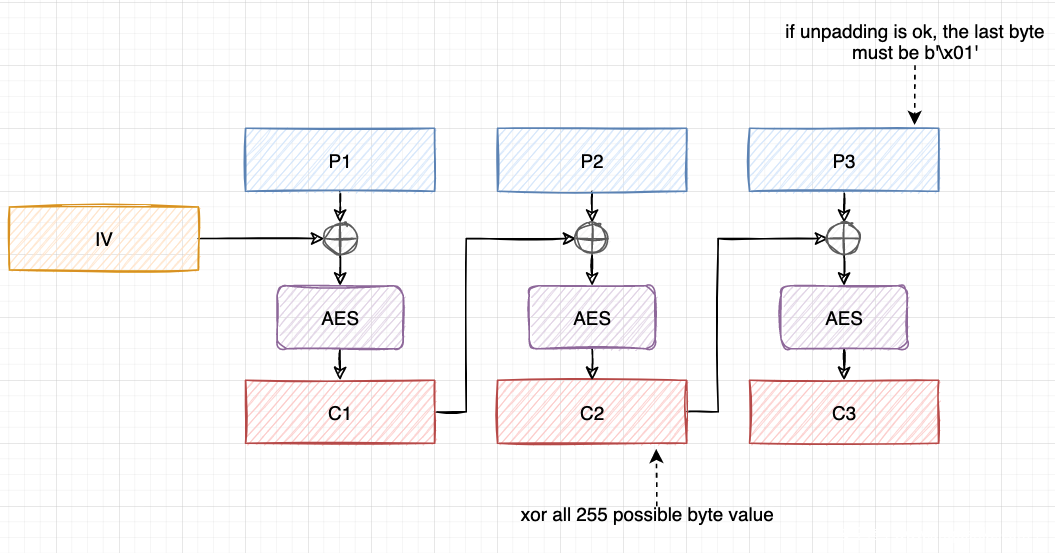 if unpadding is ok, the last byte
must be b'\x01'
P1
P2
P3
IV
AES
AES
AES
C1
C2
C3
xor all 255 possible byte value